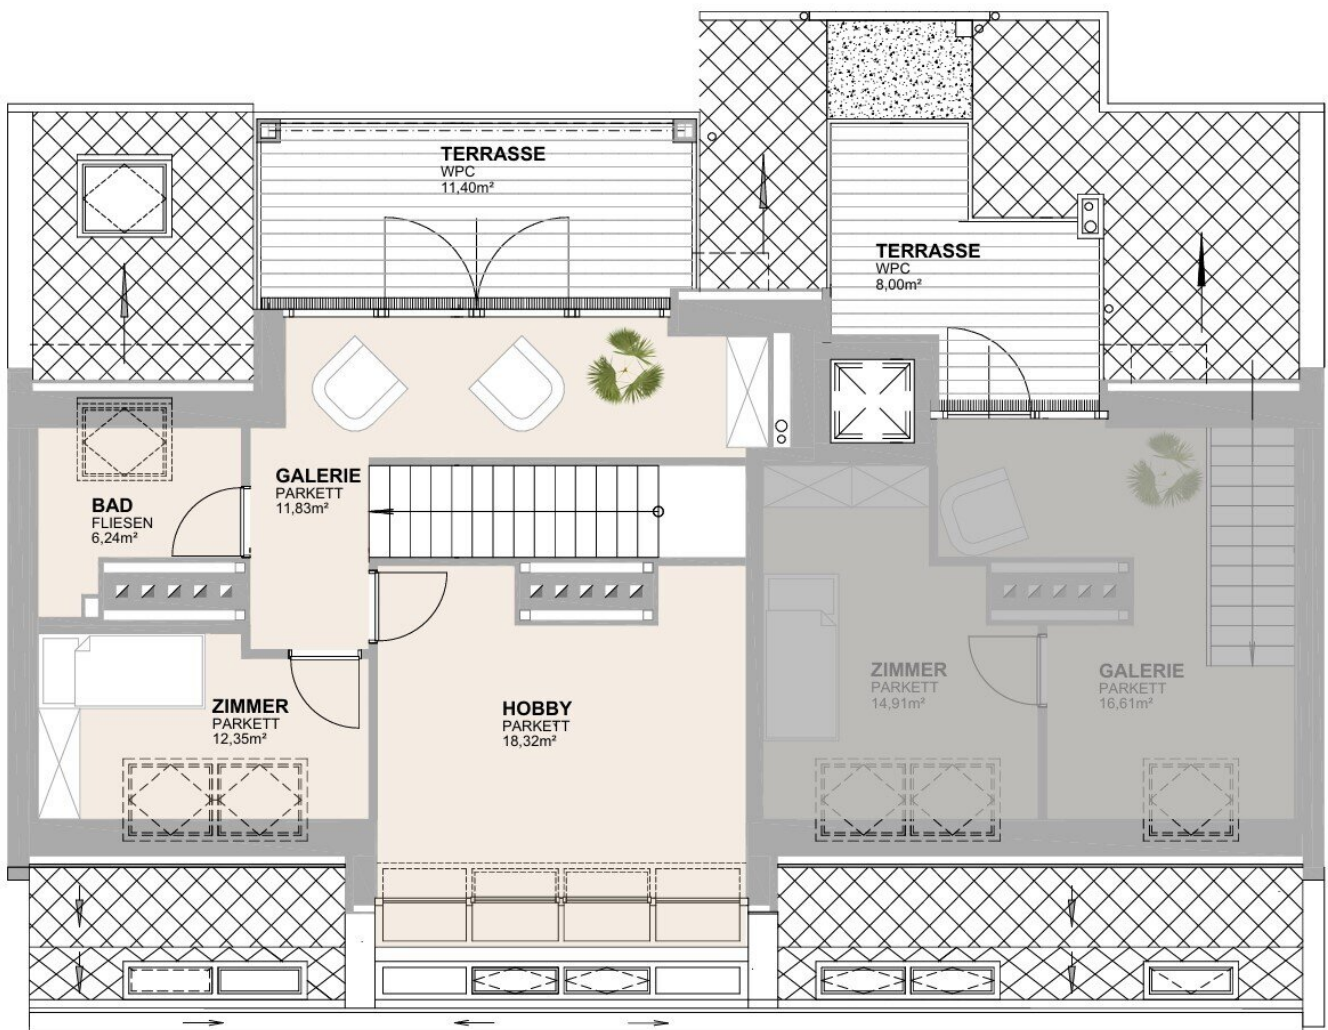 TERRASSE
WPC
11,40m²
TERRASSE
WPC
8,00m²
GALERIE
PARKETT
11,83m²
BAD
FLIESEN
6,24m²
ZIMMER
PARKETT
12,35m²
HOBBY
PARKETT
18,32m²
ZIMMER
PARKETT
14,91m²
GALERIE
PARKETT
16,61m²